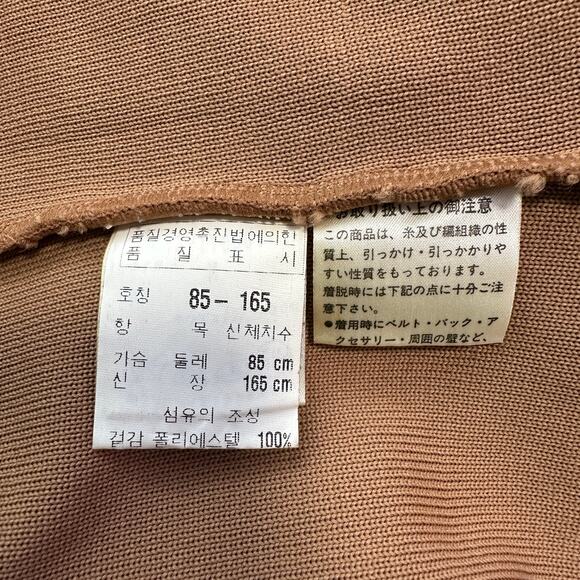 품질경영촉진법에의한
품 질 표 시
호칭 85-165
항 목 신체치수
가슴 둘레 85 cm
신 장 165 cm
섬유의 조성
겉감 폴리에스텔 100%
お取り扱い上の御注意
この商品は、糸及び編組織の性
質上、引っかけ・引っかかりや
すい性質をもっております。
着脱時には下記の点に十分ご注
意下さい。
●着用時にベルト・バック・ア
クセサリー・周囲の壁など、